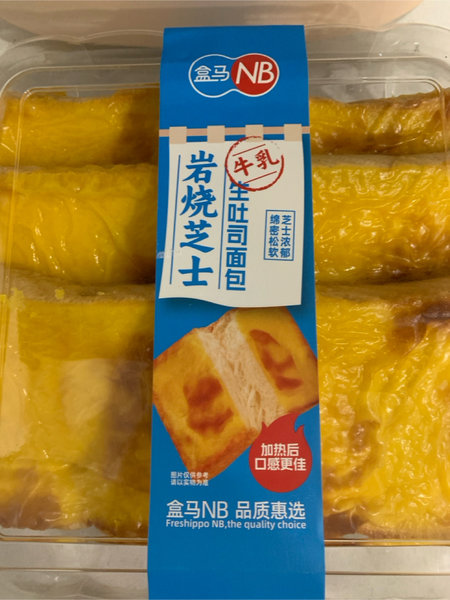 盒马NB
牛乳
岩烧芝士
生吐司面包
芝士浓郁
绵密松软
加热后
口感更佳
图片仅供参考
请以实物为准
盒马NB 品质惠选
Freshippo NB,the quality choice